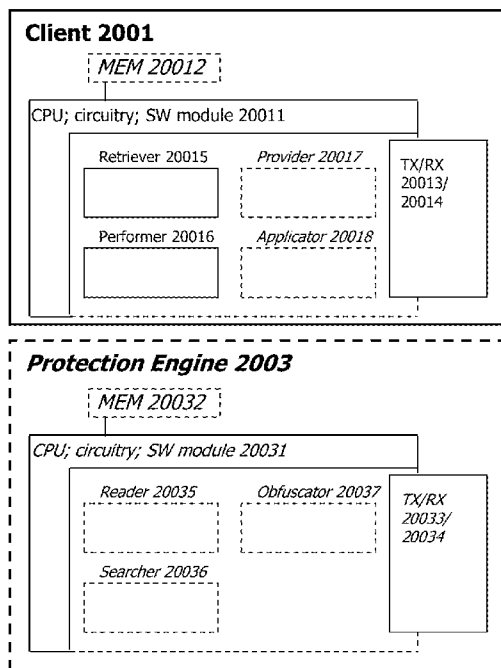 Client 2001
MEM 20012
CPU; circuitry; SW module 20011
Retriever 20015
Provider 20017
TX/RX
20013/
20014
Performer 20016
Applicator 20018
Protection Engine 2003
MEM 20032
CPU; circuitry; SW module 20031
Reader 20035
Obfuscator 20037
TX/RX
20033/
20034
Searcher 20036